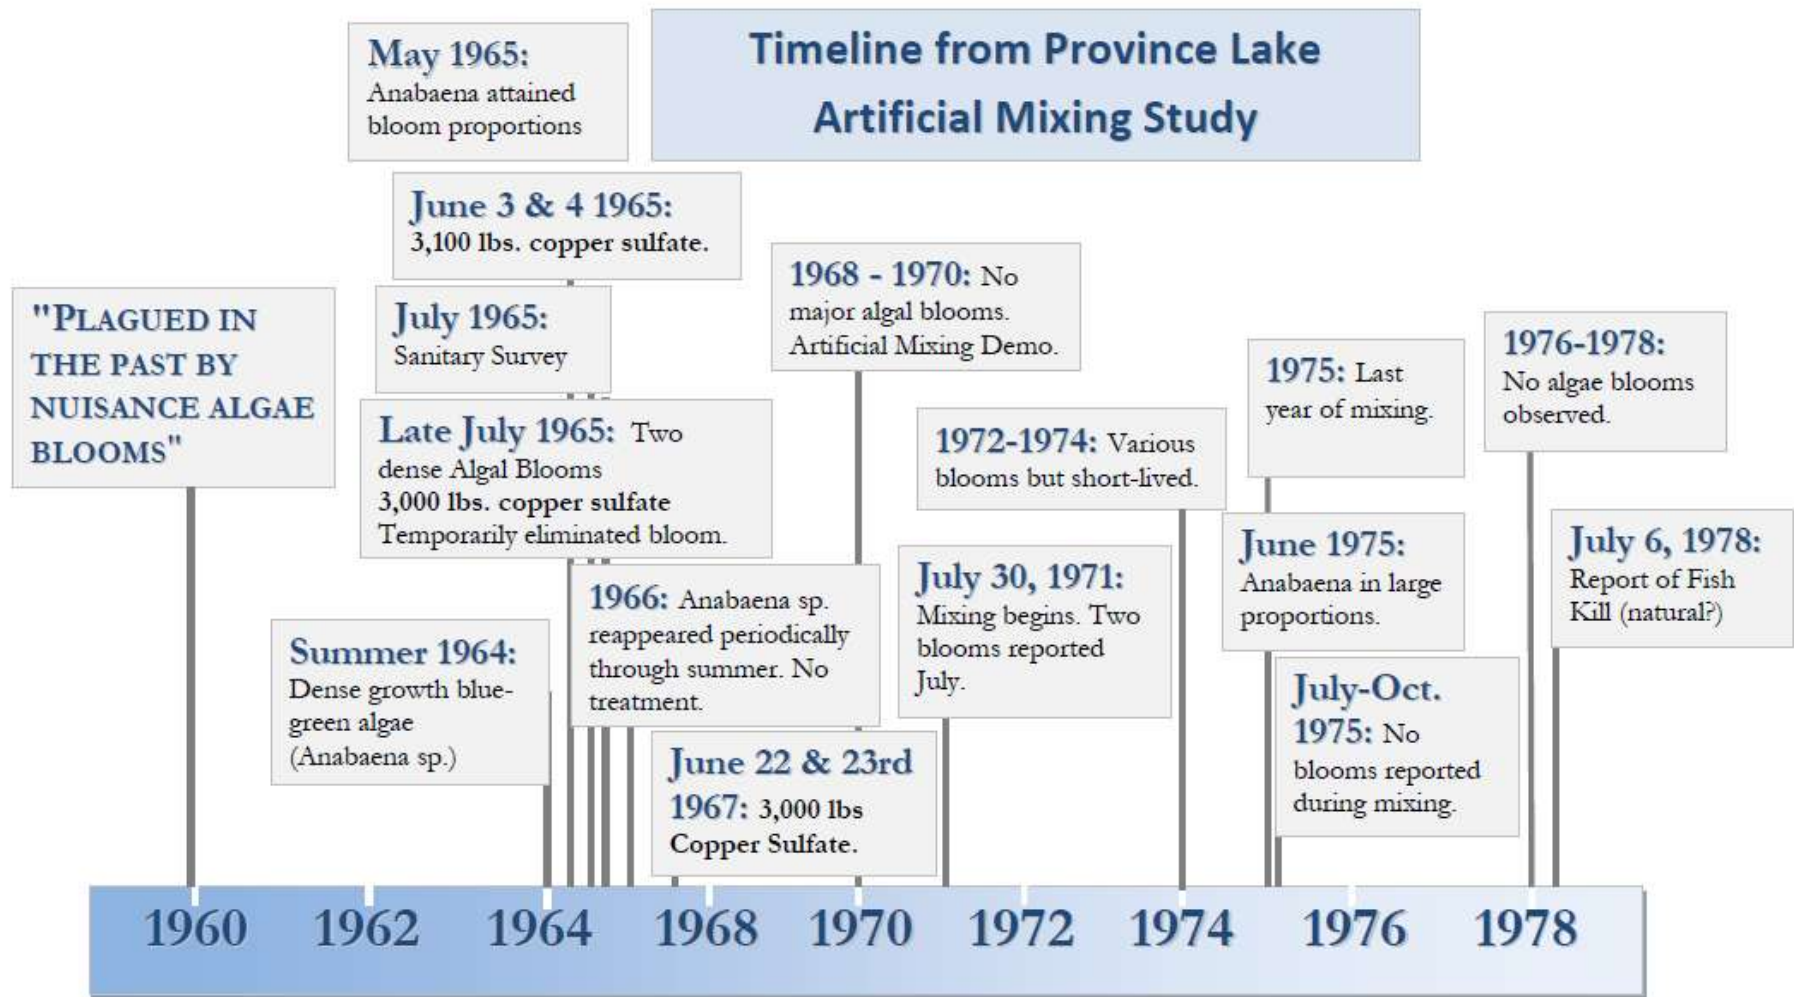 Timeline from Province Lake
Artificial Mixing Study
May 1965:
Anabaena attained
bloom proportions
June 3 & 4 1965:
3,100 lbs. copper sulfate.
"PLAGUED IN
THE PAST BY
NUISANCE ALGAE
BLOOMS"
July 1965:
Sanitary Survey
Late July 1965: Two
dense Algal Blooms
3,000 lbs. copper sulfate
Temporarily eliminated bloom.
Summer 1964:
Dense growth blue-
green algae
(Anabaena sp.)
1966: Anabaena sp.
reappeared periodically
through summer. No
treatment.
June 22 & 23rd
1967: 3,000 lbs
Copper Sulfate.
1968 - 1970: No
major algal blooms.
Artificial Mixing Demo.
July 30, 1971:
Mixing begins. Two
blooms reported
July.
1972-1974: Various
blooms but short-lived.
1975: Last
year of mixing.
June 1975:
Anabaena in large
proportions.
July-Oct.
1975: No
blooms reported
during mixing.
1976-1978:
No algae blooms
observed.
July 6, 1978:
Report of Fish
Kill (natural?)
1960 1962 1964 1968 1970 1972 1974 1976 1978